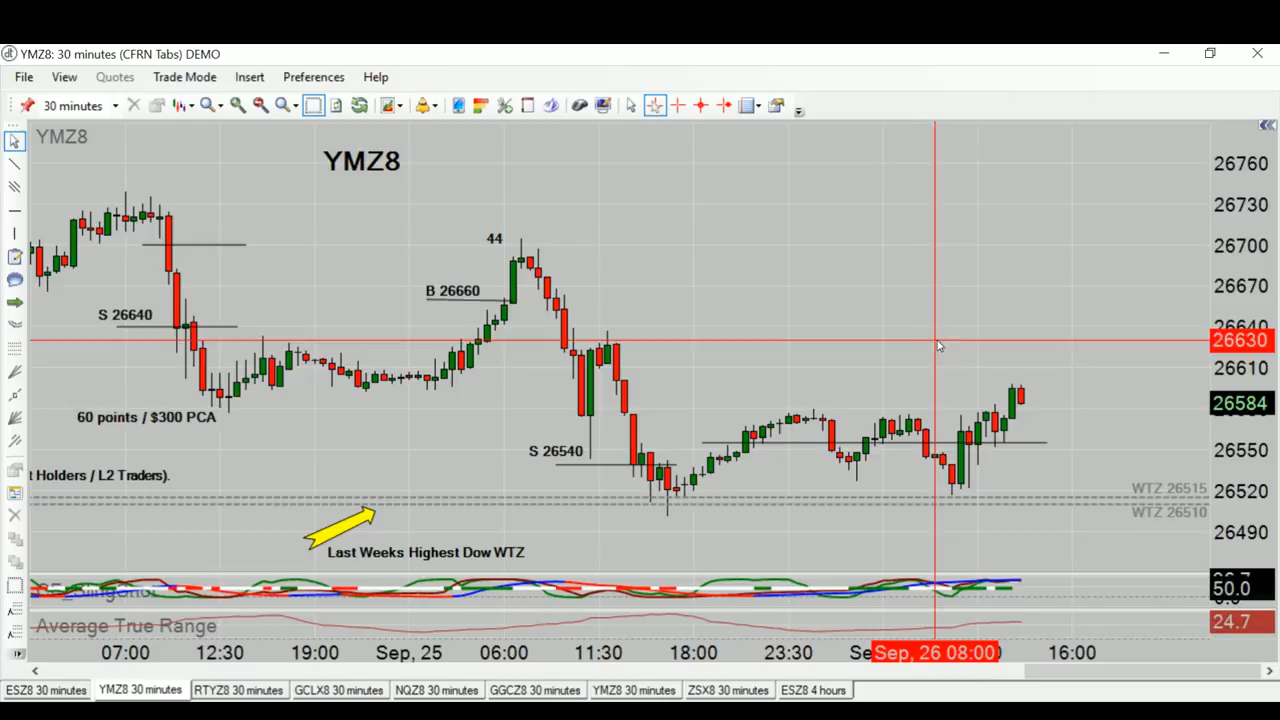 YMZ8: 30 minutes (CFRN Tabs) DEMO
File View Quotes Trade Mode Insert Preferences Help
30 minutes
YMZ8
YMZ8
26760
26730
44
26700
B 26660
26670
S 26640
26640
26630
26610
26584
60 points / $300 PCA
S 26540
26550
t Holders / L2 Traders).
WTZ 26515
26520
WTZ 26510
26490
Last Weeks Highest Dow WTZ
50.0
Average True Range
24.7
07:00 12:30 19:00 Sep, 25 06:00 11:30 18:00 23:30 Sep, 26 08:00 16:00
ESZ8 30 minutes YMZ8 30 minutes RTYZ8 30 minutes GCLX8 30 minutes NQZ8 30 minutes GGCZ8 30 minutes YMZ8 30 minutes ZSX8 30 minutes ESZ8 4 hours